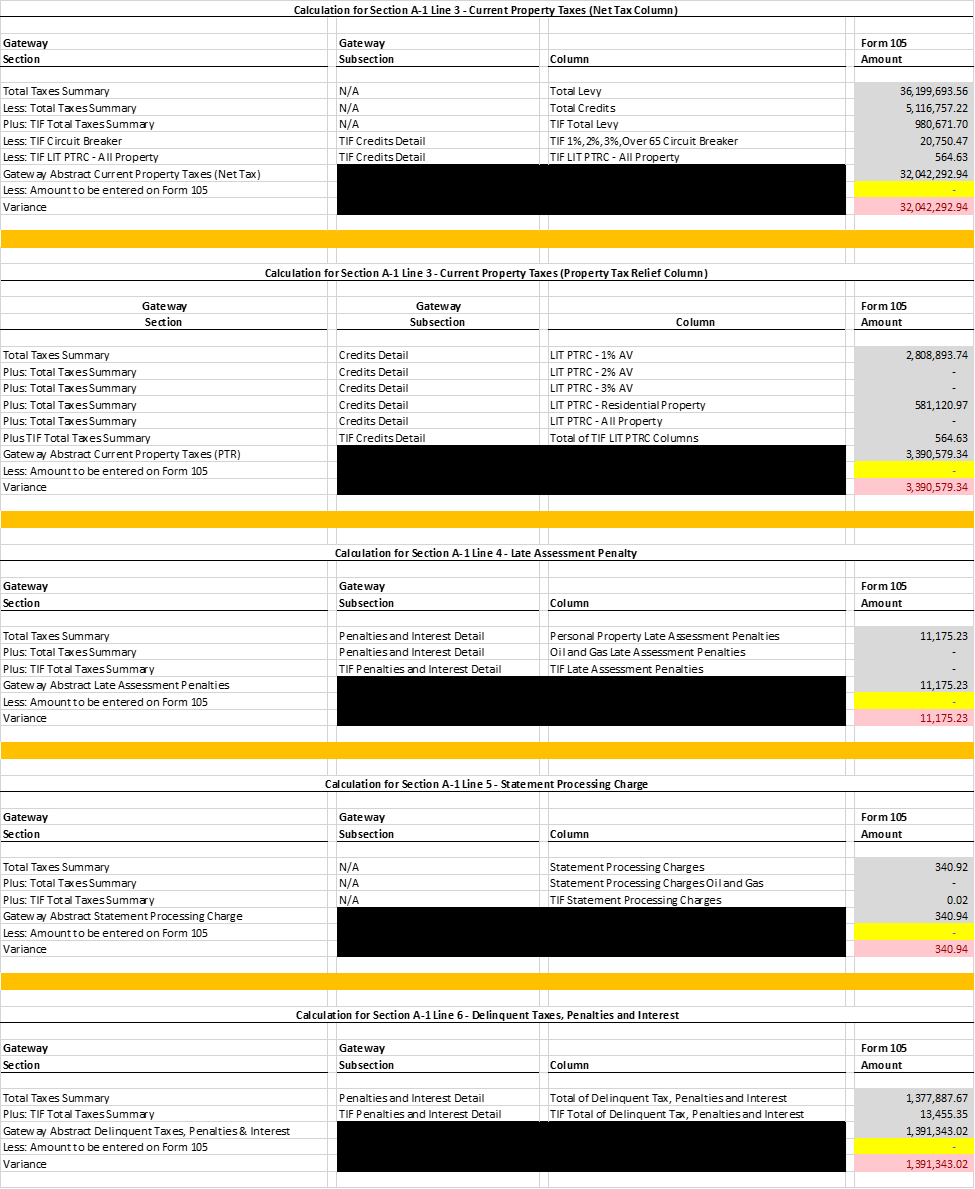 Calculation for Section A-1 Line 3 - Current Property Taxes (Net Tax Column)
Gateway Gateway Form 105
Section Subsection Column Amount
Total Taxes Summary N/A Total Levy 36,199,693.56
Less: Total Taxes Summary N/A Total Credits 5,116,757.22
Plus: TIF Total Taxes Summary N/A TIF Total Levy 980,671.70
Less: TIF Circuit Breaker TIF Credits Detail TIF 1%,2%,3%,Over 65 Circuit Breaker 20,750.47
Less: TIF LIT PTRC - All Property TIF Credits Detail TIF LIT PTRC - All Property 564.63
Gateway Abstract Current Property Taxes (Net Tax) 32,042,292.94
Less: Amount to be entered on Form 105 -
Variance 32,042,292.94
Calculation for Section A-1 Line 3 - Current Property Taxes (Property Tax Relief Column)
Gateway Gateway Form 105
Section Subsection Column Amount
Total Taxes Summary Credits Detail LIT PTRC - 1% AV 2,808,893.74
Plus: Total Taxes Summary Credits Detail LIT PTRC - 2% AV -
Plus: Total Taxes Summary Credits Detail LIT PTRC - 3% AV -
Plus: Total Taxes Summary Credits Detail LIT PTRC - Residential Property 581,120.97
Plus: Total Taxes Summary Credits Detail LIT PTRC - All Property -
Plus TIF Total Taxes Summary TIF Credits Detail Total of TIF LIT PTRC Columns 564.63
Gateway Abstract Current Property Taxes (PTR) 3,390,579.34
Less: Amount to be entered on Form 105 -
Variance 3,390,579.34
Calculation for Section A-1 Line 4 - Late Assessment Penalty
Gateway Gateway Form 105
Section Subsection Column Amount
Total Taxes Summary Penalties and Interest Detail Personal Property Late Assessment Penalties 11,175.23
Plus: Total Taxes Summary Penalties and Interest Detail Oil and Gas Late Assessment Penalties -
Plus: TIF Total Taxes Summary TIF Penalties and Interest Detail TIF Late Assessment Penalties -
Gateway Abstract Late Assessment Penalties 11,175.23
Less: Amount to be entered on Form 105 -
Variance 11,175.23
Calculation for Section A-1 Line 5 - Statement Processing Charge
Gateway Gateway Form 105
Section Subsection Column Amount
Total Taxes Summary N/A Statement Processing Charges 340.92
Plus: Total Taxes Summary N/A Statement Processing Charges Oil and Gas -
Plus: TIF Total Taxes Summary N/A TIF Statement Processing Charges 0.02
Gateway Abstract Statement Processing Charge 340.94
Less: Amount to be entered on Form 105 -
Variance 340.94
Calculation for Section A-1 Line 6 - Delinquent Taxes, Penalties and Interest
Gateway Gateway Form 105
Section Subsection Column Amount
Total Taxes Summary Penalties and Interest Detail Total of Delinquent Tax, Penalties and Interest 1,377,887.67
Plus: TIF Total Taxes Summary TIF Penalties and Interest Detail TIF Total of Delinquent Tax, Penalties and Interest 13,455.35
Gateway Abstract Delinquent Taxes, Penalties & Interest 1,391,343.02
Less: Amount to be entered on Form 105 -
Variance 1,391,343.02